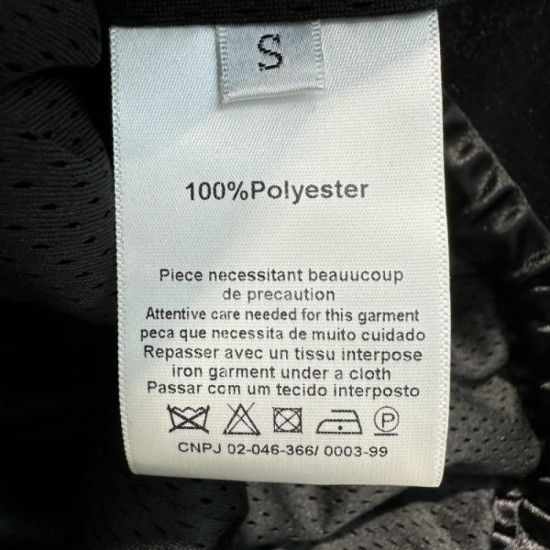 S
100%Polyester
Piece necessitant beauucoup
de precaution
Attentive care needed for this garment
peca que necessita de muito cuidado
Repasser avec un tissu interpose
iron garment under a cloth
Passar com um tecido interposto
P
CNPJ 02-046-366/ 0003-99